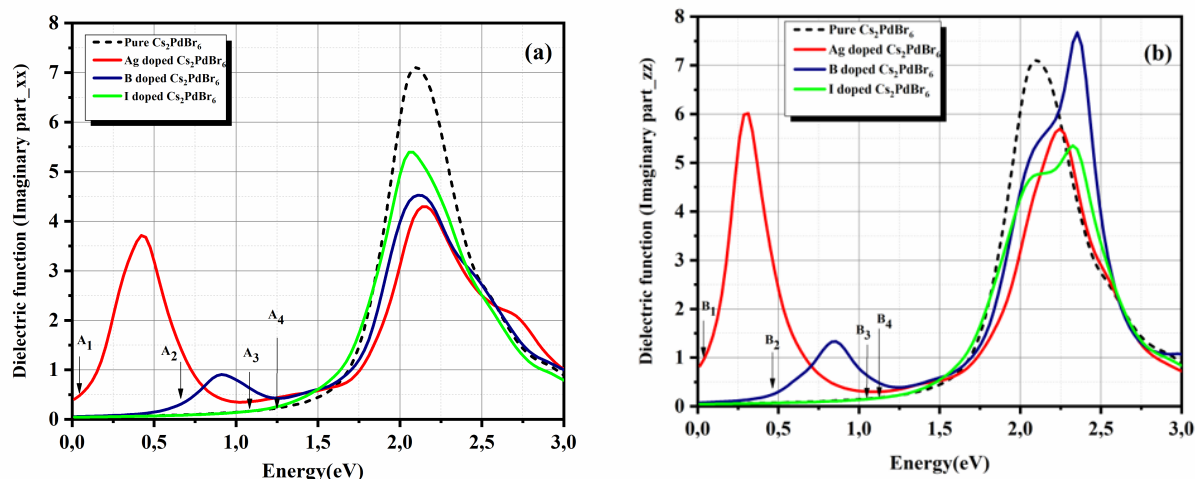 8
7
6
5
4
3
2
1
0
Dielectric function (Imaginary part_xx)
Pure Cs₂PdBr₆
Ag doped Cs₂PdBr₆
B doped Cs₂PdBr₆
I doped Cs₂PdBr₆
(a)
A₁
A₂
A₃
A₄
0,0 0,5 1,0 1,5 2,0 2,5 3,0
Energy(eV)
8
7
6
5
4
3
2
1
0
Dielectric function (Imaginary part_zz)
Pure Cs₂PdBr₆
Ag doped Cs₂PdBr₆
B doped Cs₂PdBr₆
I doped Cs₂PdBr₆
(b)
B₁
B₂
B₃
B₄
0,0 0,5 1,0 1,5 2,0 2,5 3,0
Energy(eV)